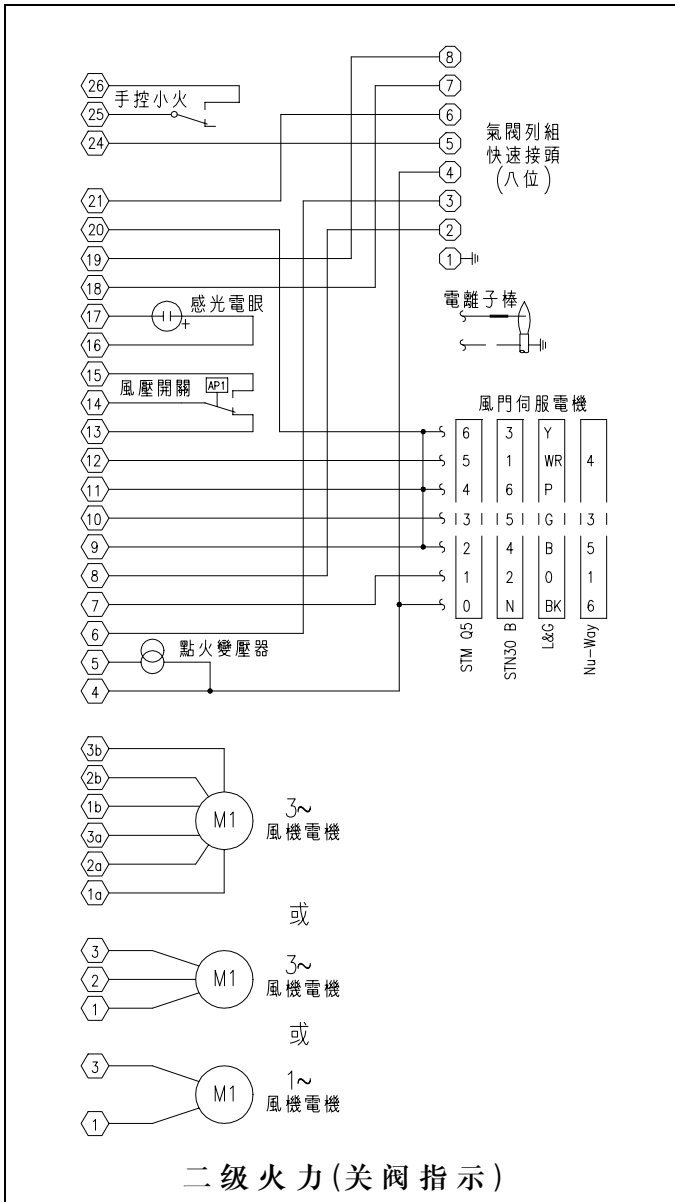 26
8
7
手控小火
25
6
24
5
氣閥列組
快速接頭
(八位)
4
21
3
20
2
19
1
18
電離子棒
17
感光電眼
+
16
15
風壓開關
AP1
14
13
風門伺服電機
6 3 Y
12
5 1 WR 4
11
4 6 P
10
3 5 G 3
9
2 4 B 5
8
1 2 O 1
7
0 N BK 6
STM Q5
STN30 B
L&G
Nu-Way
6
5
點火變壓器
4
3b
2b
1b
3a
2a
1a
M1
3~
風機電機
或
3
2
1
M1
3~
風機電機
或
3
1
M1
1~
風機電機
二级火力(关阀指示)